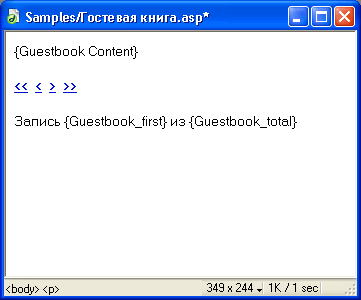 Samples/Гостевая книга.asp*
{Guestbook Content}
<< < > >>
Запись {Guestbook_first} из {Guestbook_total}
<body> <p> 349 x 244 1K / 1 sec